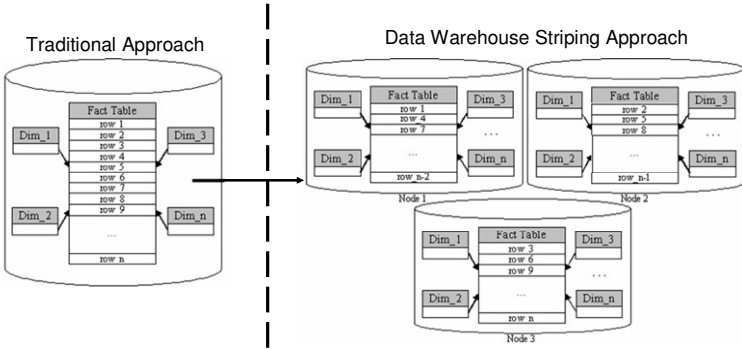 Traditional Approach
Data Warehouse Striping Approach
Fact Table
row 1
row 2
row 3
row 4
row 5
row 6
row 7
row 8
row 9
...
row n
Dim_1
Dim_2
Dim_3
Dim_n
Dim_1
Dim_2
Fact Table
row 1
row 4
row 7
...
row_n-2
Dim_3
...
Dim_n
Node 1
Dim_1
Dim_2
Fact Table
row 2
row 5
row 8
...
row_n-1
Dim_3
...
Dim_n
Node 2
Dim_1
Dim_2
Fact Table
row 3
row 6
row 9
...
row n
Dim_3
...
Dim_n
Node 3